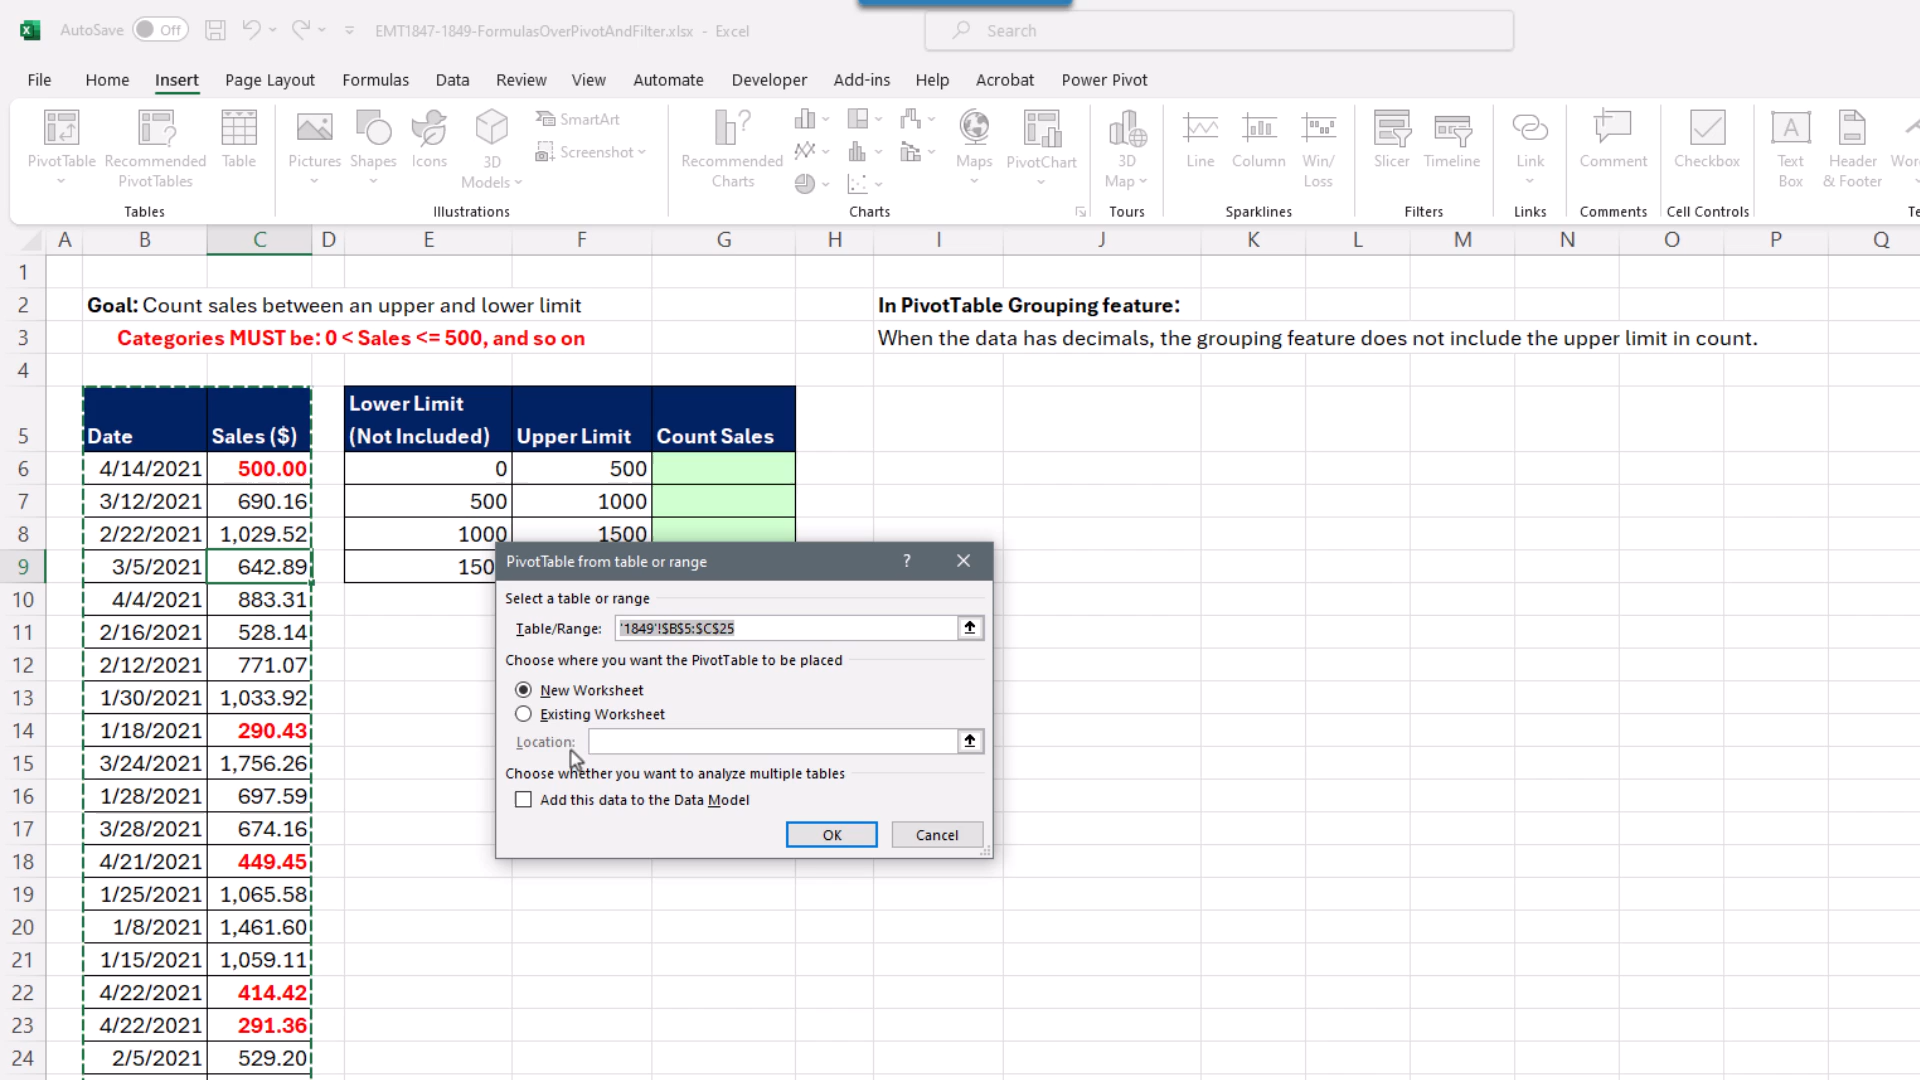 AutoSave Off EMT1847-1849-FormulasOverPivotAndFilter.xlsx - Excel Search
File Home Insert Page Layout Formulas Data Review View Automate Developer Add-ins Help Acrobat Power Pivot
PivotTable Recommended PivotTables Table Pictures Shapes Icons 3D Models SmartArt Screenshot Recommended Charts Maps PivotChart 3D Map Line Column Win/Loss Slicer Timeline Link Comment Checkbox Text Box Header & Footer
Tables Illustrations Charts Tours Sparklines Filters Links Comments Cell Controls
A B C D E F G H I J K L M N O P Q
1
2 Goal: Count sales between an upper and lower limit In PivotTable Grouping feature:
3 Categories MUST be: 0 < Sales <= 500, and so on When the data has decimals, the grouping feature does not include the upper limit in count.
4
Lower Limit
5 Date Sales ($) (Not Included) Upper Limit Count Sales
6 4/14/2021 500.00 0 500
7 3/12/2021 690.16 500 1000
8 2/22/2021 1,029.52 1000 1500
9 3/5/2021 642.89 150
10 4/4/2021 883.31
11 2/16/2021 528.14
12 2/12/2021 771.07
13 1/30/2021 1,033.92
14 1/18/2021 290.43
15 3/24/2021 1,756.26
16 1/28/2021 697.59
17 3/28/2021 674.16
18 4/21/2021 449.45
19 1/25/2021 1,065.58
20 1/8/2021 1,461.60
21 1/15/2021 1,059.11
22 4/22/2021 414.42
23 4/22/2021 291.36
24 2/5/2021 529.20
PivotTable from table or range ?
Select a table or range
Table/Range: '1849'!$B$5:$C$25
Choose where you want the PivotTable to be placed
New Worksheet
Existing Worksheet
Location:
Choose whether you want to analyze multiple tables
Add this data to the Data Model
OK Cancel